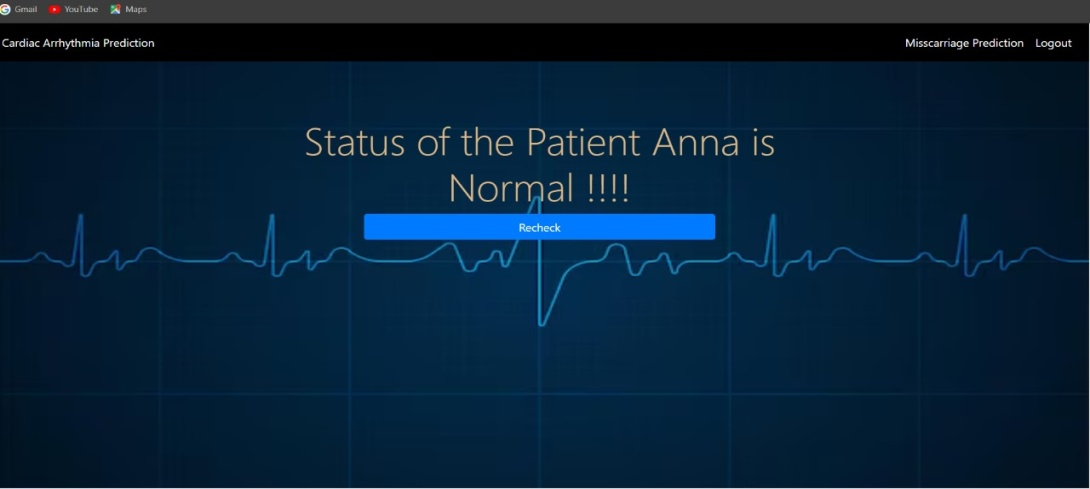 Gmail YouTube Maps
Cardiac Arrhythmia Prediction Misscarriage Prediction Logout
Status of the Patient Anna is
Normal !!!!
Recheck